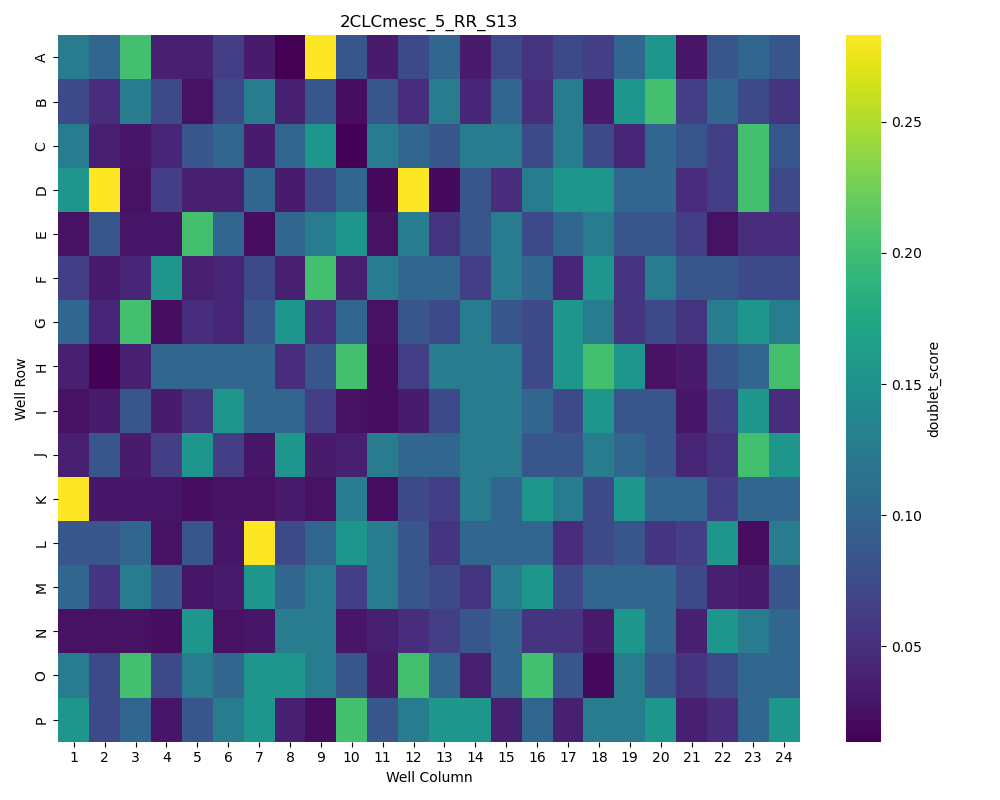 2CLCmesc_5_RR_S13
A
B
C
D
E
F
G
H
I
J
K
L
M
N
O
P
Well Row
1 2 3 4 5 6 7 8 9 10 11 12 13 14 15 16 17 18 19 20 21 22 23 24
Well Column
0.25
0.20
0.15
0.10
0.05
doublet_score